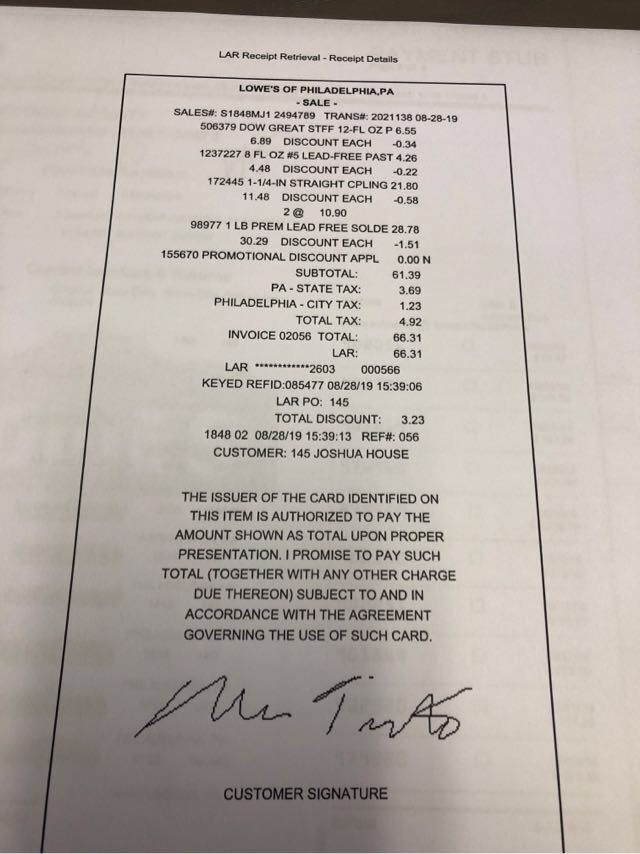 LAR Receipt Retrieval - Receipt Details
LOWE'S OF PHILADELPHIA,PA
- SALE -
SALES#: S1848MJ1 2494789 TRANS#: 2021138 08-28-19
506379 DOW GREAT STFF 12-FL OZ P 6.55
6.89 DISCOUNT EACH -0.34
1237227 8 FL OZ #5 LEAD-FREE PAST 4.26
4.48 DISCOUNT EACH -0.22
172445 1-1/4-IN STRAIGHT CPLING 21.80
11.48 DISCOUNT EACH -0.58
2 @ 10.90
98977 1 LB PREM LEAD FREE SOLDE 28.78
30.29 DISCOUNT EACH -1.51
155670 PROMOTIONAL DISCOUNT APPL 0.00 N
SUBTOTAL: 61.39
PA - STATE TAX: 3.69
PHILADELPHIA - CITY TAX: 1.23
TOTAL TAX: 4.92
INVOICE 02056 TOTAL: 66.31
LAR: 66.31
LAR ************2603 000566
KEYED REFID:085477 08/28/19 15:39:06
LAR PO: 145
TOTAL DISCOUNT: 3.23
1848 02 08/28/19 15:39:13 REF#: 056
CUSTOMER: 145 JOSHUA HOUSE
THE ISSUER OF THE CARD IDENTIFIED ON
THIS ITEM IS AUTHORIZED TO PAY THE
AMOUNT SHOWN AS TOTAL UPON PROPER
PRESENTATION. I PROMISE TO PAY SUCH
TOTAL (TOGETHER WITH ANY OTHER CHARGE
DUE THEREON) SUBJECT TO AND IN
ACCORDANCE WITH THE AGREEMENT
GOVERNING THE USE OF SUCH CARD.
CUSTOMER SIGNATURE